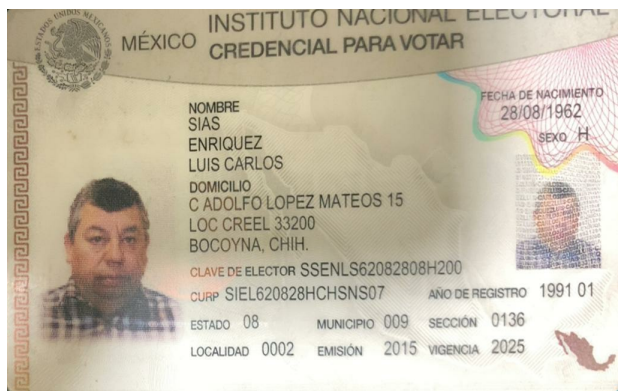 ESTADOS UNIDOS MEXICANOS
MÉXICO
INSTITUTO NACIONAL ELECTORAL
CREDENCIAL PARA VOTAR
FECHA DE NACIMIENTO
28/08/1962
SEXO H
NOMBRE
SIAS
ENRIQUEZ
LUIS CARLOS
DOMICILIO
C ADOLFO LOPEZ MATEOS 15
LOC CREEL 33200
BOCOYNA, CHIH.
CLAVE DE ELECTOR SSENLS62082808H200
CURP SIEL620828HCHSNS07 AÑO DE REGISTRO 1991 01
ESTADO 08 MUNICIPIO 009 SECCIÓN 0136
LOCALIDAD 0002 EMISIÓN 2015 VIGENCIA 2025